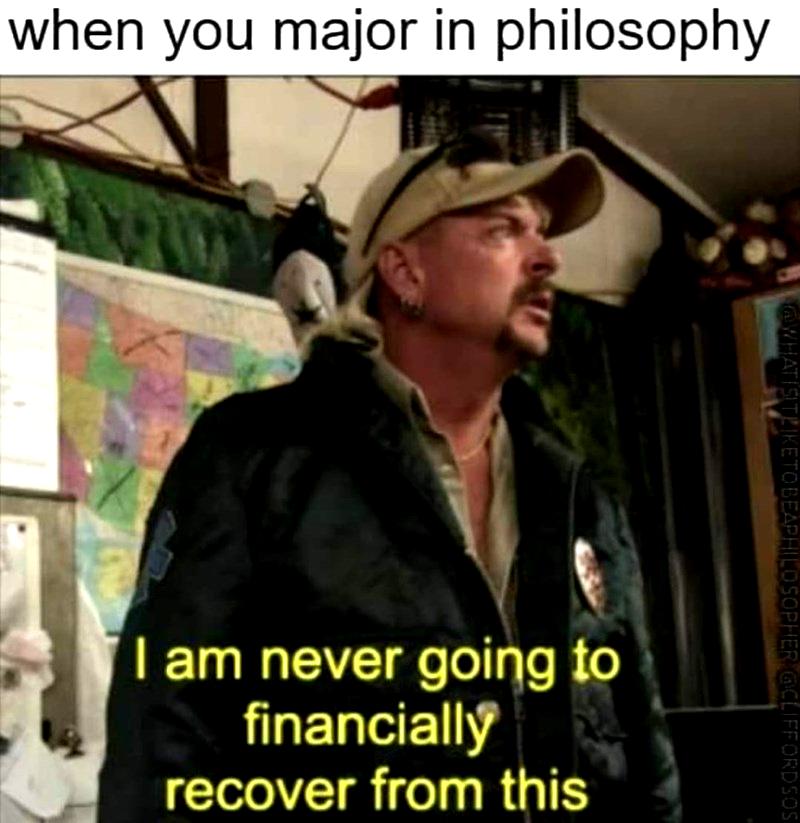 when you major in philosophy
I am never going to
financially
recover from this
@WHATISITLIKETOBEAPHILOSOPHER @CLIFFORDSOS